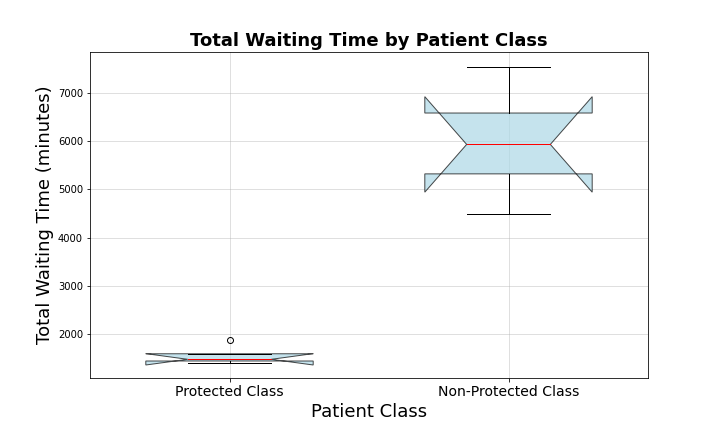 Total Waiting Time by Patient Class
Total Waiting Time (minutes)
7000
6000
5000
4000
3000
2000
Protected Class
Non-Protected Class
Patient Class